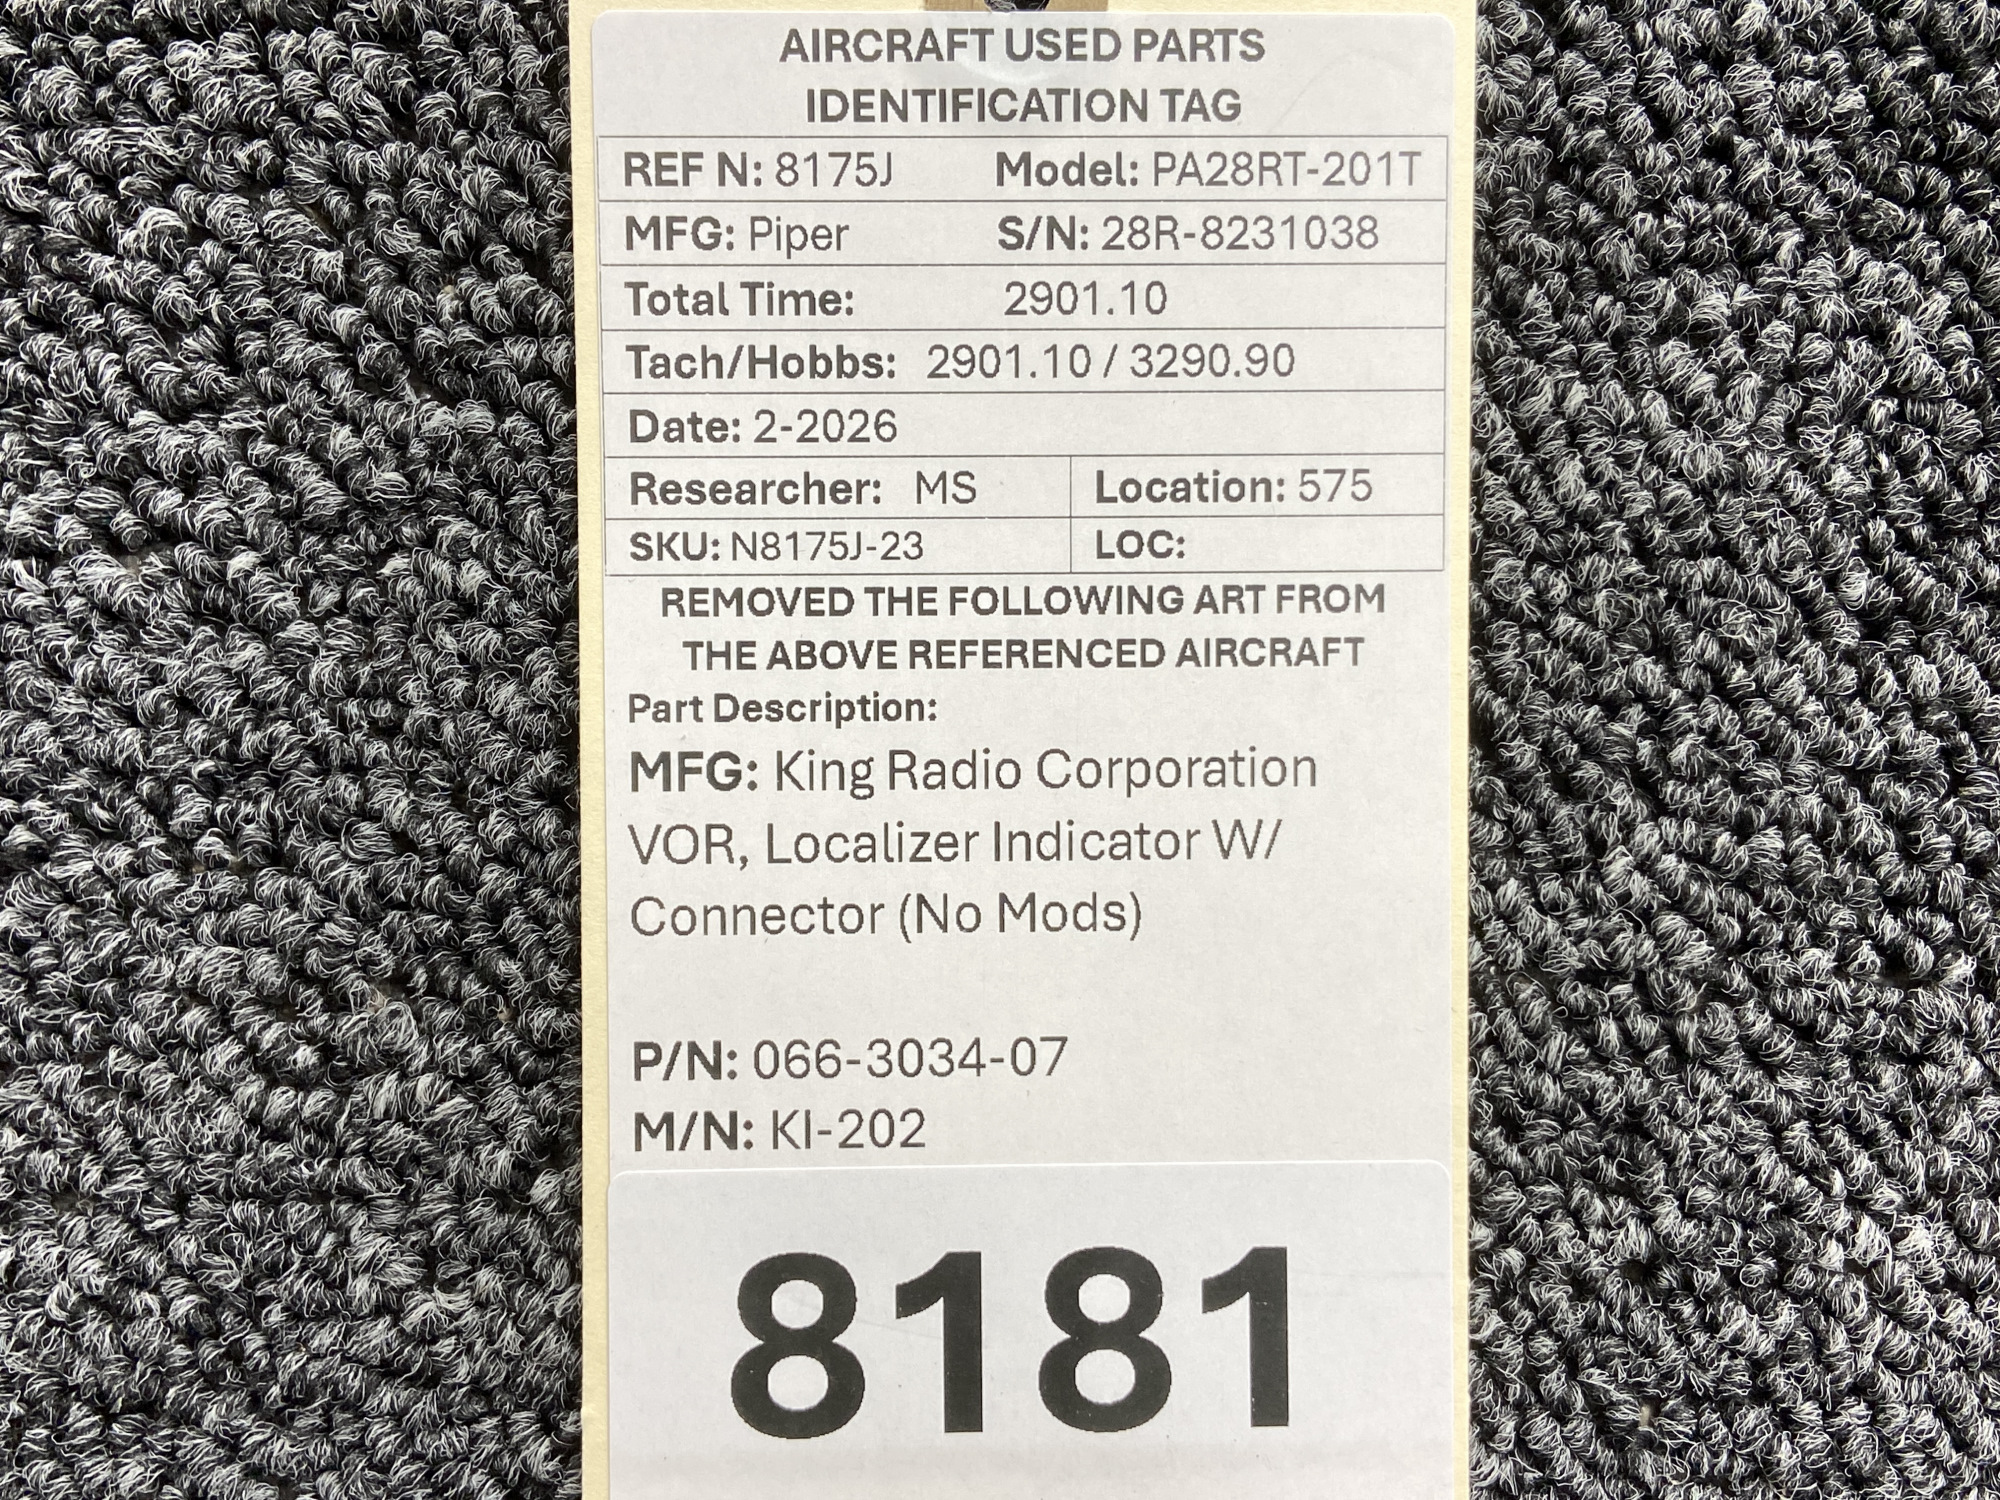 AIRCRAFT USED PARTS
IDENTIFICATION TAG
REF N: 8175J Model: PA28RT-201T
MFG: Piper S/N: 28R-8231038
Total Time: 2901.10
Tach/Hobbs: 2901.10 / 3290.90
Date: 2-2026
Researcher: MS Location: 575
SKU: N8175J-23 LOC:
REMOVED THE FOLLOWING ART FROM
THE ABOVE REFERENCED AIRCRAFT
Part Description:
MFG: King Radio Corporation
VOR, Localizer Indicator W/
Connector (No Mods)
P/N: 066-3034-07
M/N: KI-202
8181